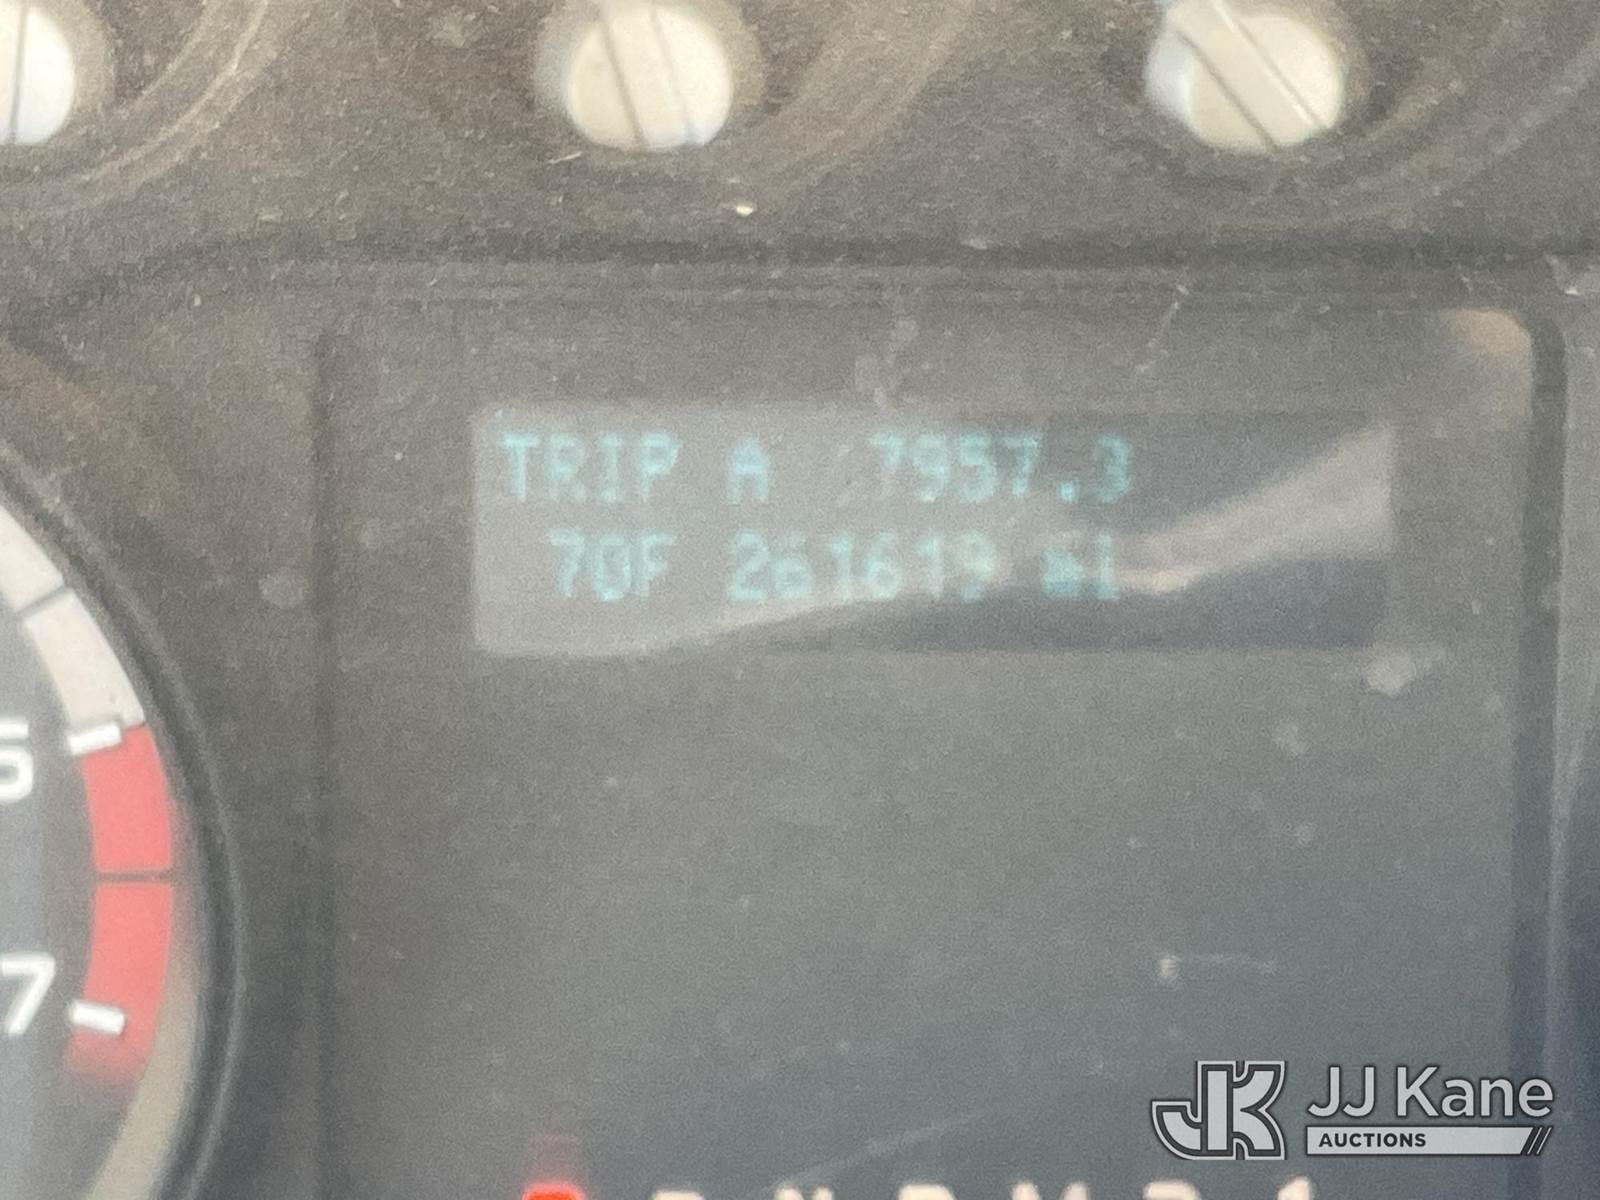 TRIP A 7957.3
70F 261619 mi
5
7
JJ Kane
AUCTIONS